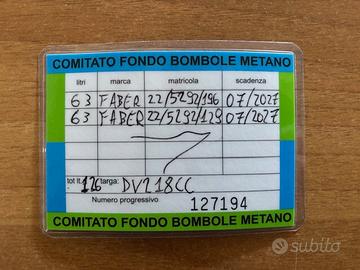 COMITATO FONDO BOMBOLE METANO
litri marca matricola scadenza
63 FABER 22/5292/196 07/2027
63 FABER 22/5292/129 07/2027
tot lt. 126 targa: DV218CC
Numero progressivo 127194
COMITATO FONDO BOMBOLE METANO
subito